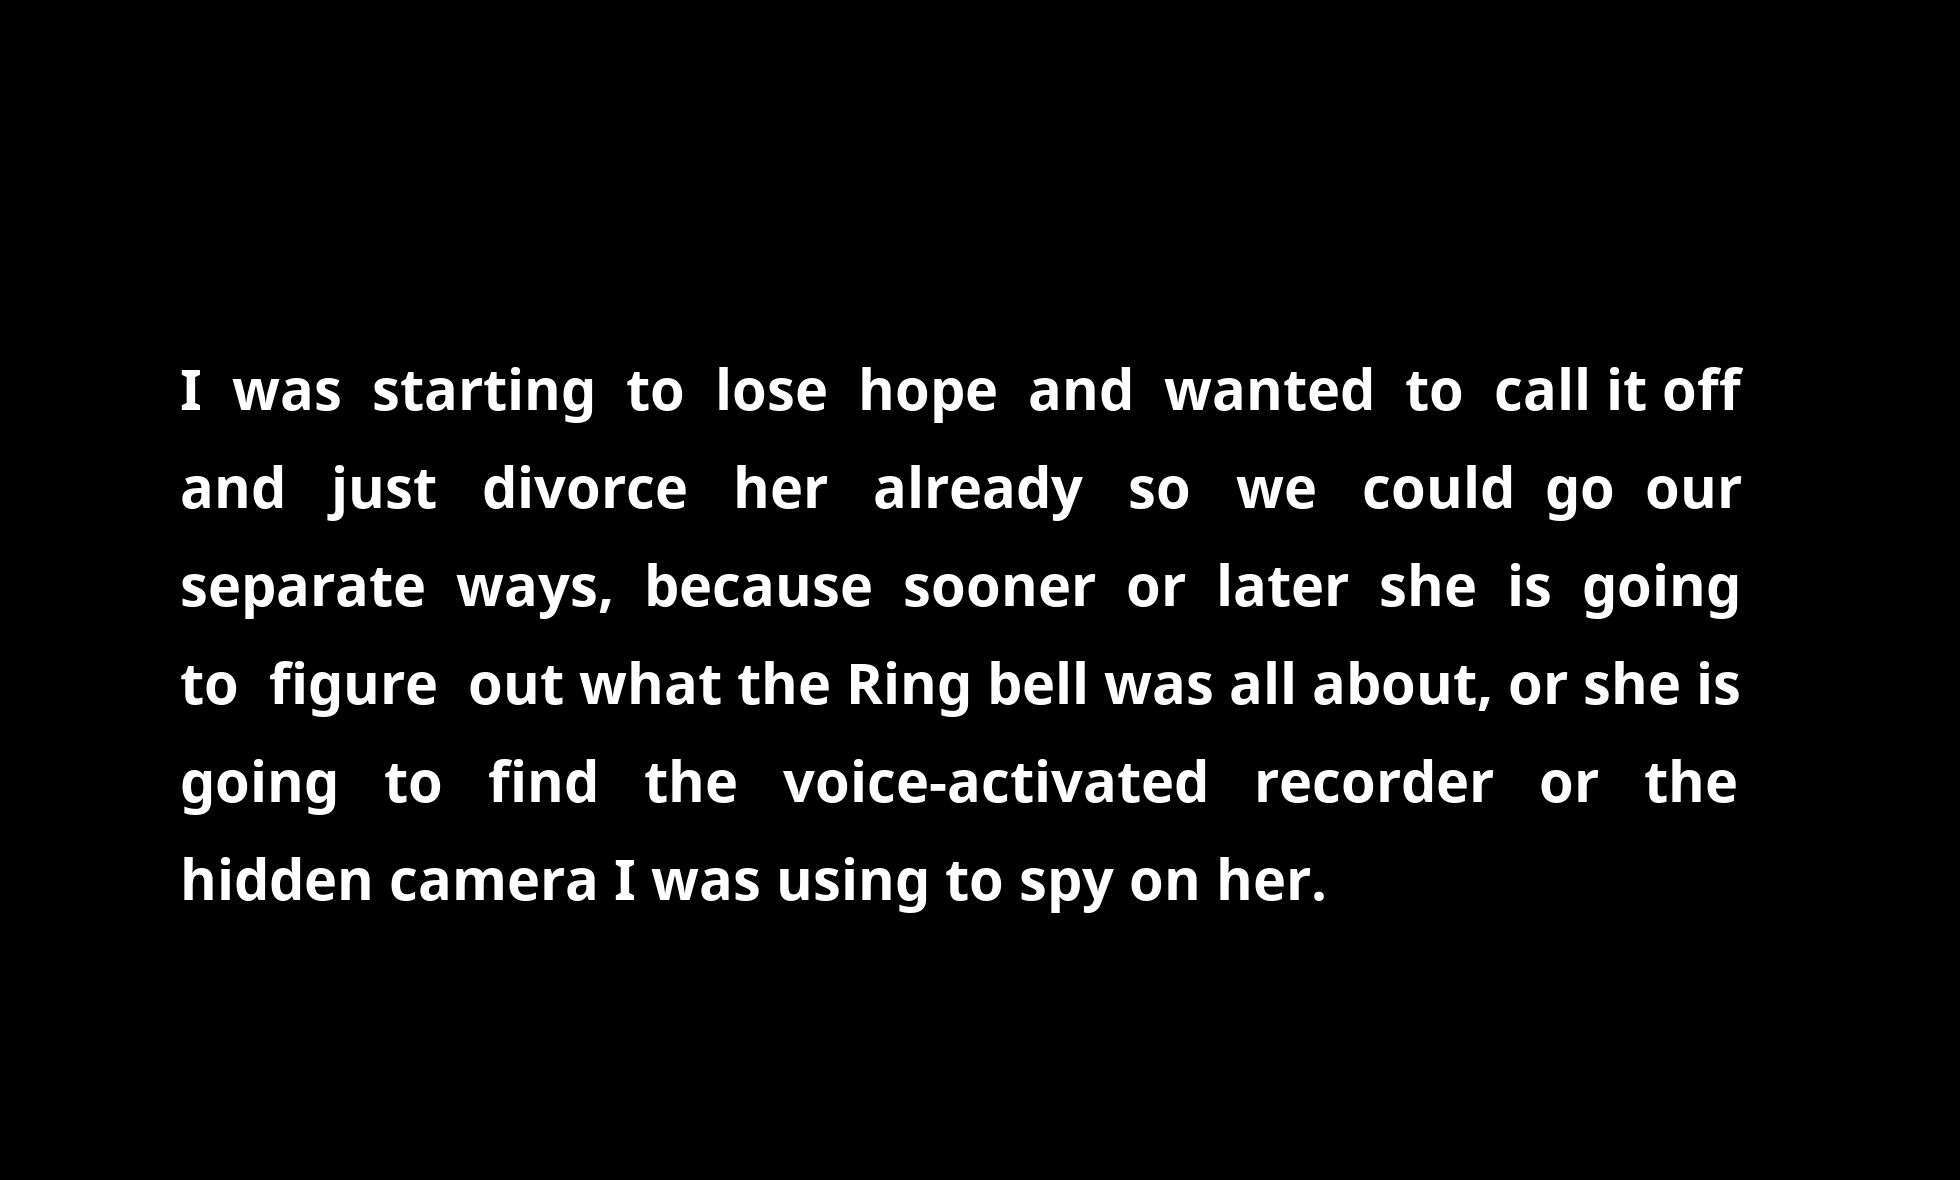 I was starting to lose hope and wanted to call it off
and just divorce her already so we could go our
separate ways, because sooner or later she is going
to figure out what the Ring bell was all about, or she is
going to find the voice-activated recorder or the
hidden camera I was using to spy on her.